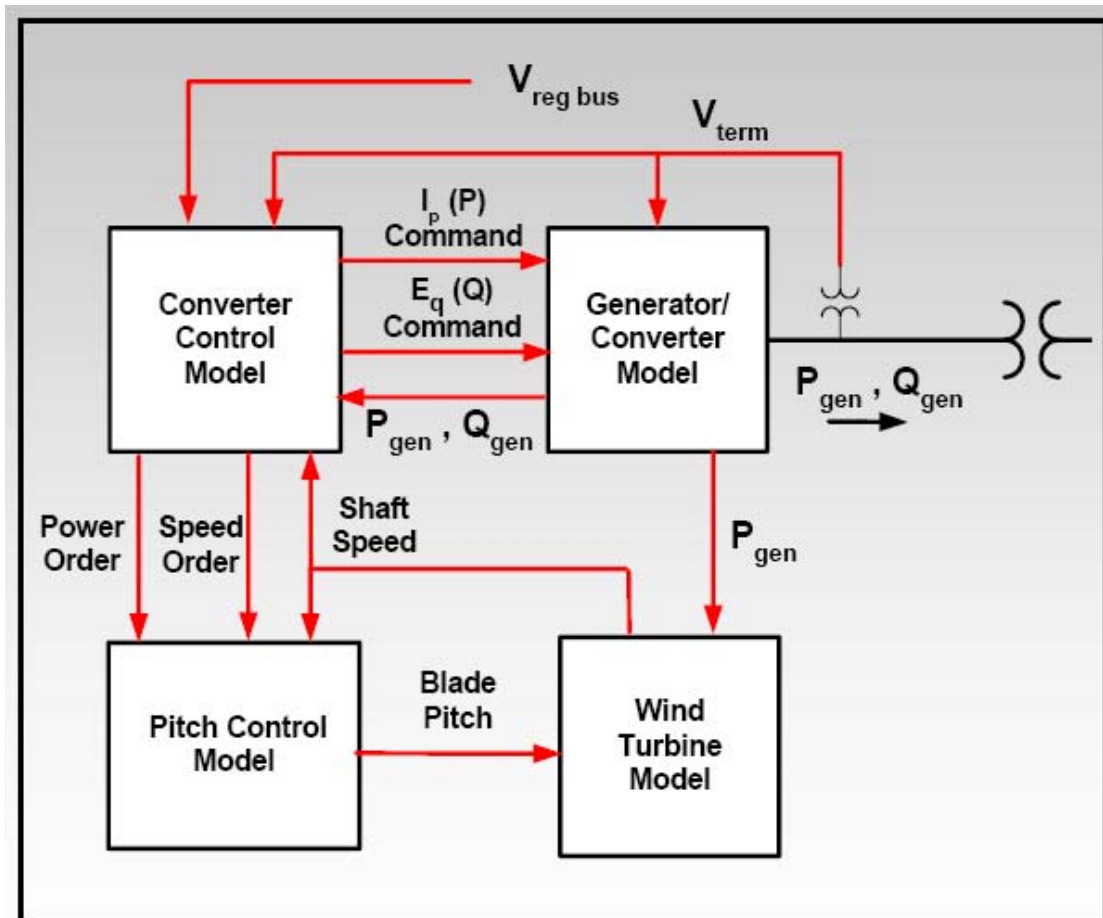 V reg bus
V term
I p (P)
Command
E q (Q)
Command
P gen , Q gen
Converter
Control
Model
Generator/
Converter
Model
P gen , Q gen
Power
Order
Speed
Order
Shaft
Speed
P gen
Pitch Control
Model
Blade
Pitch
Wind
Turbine
Model